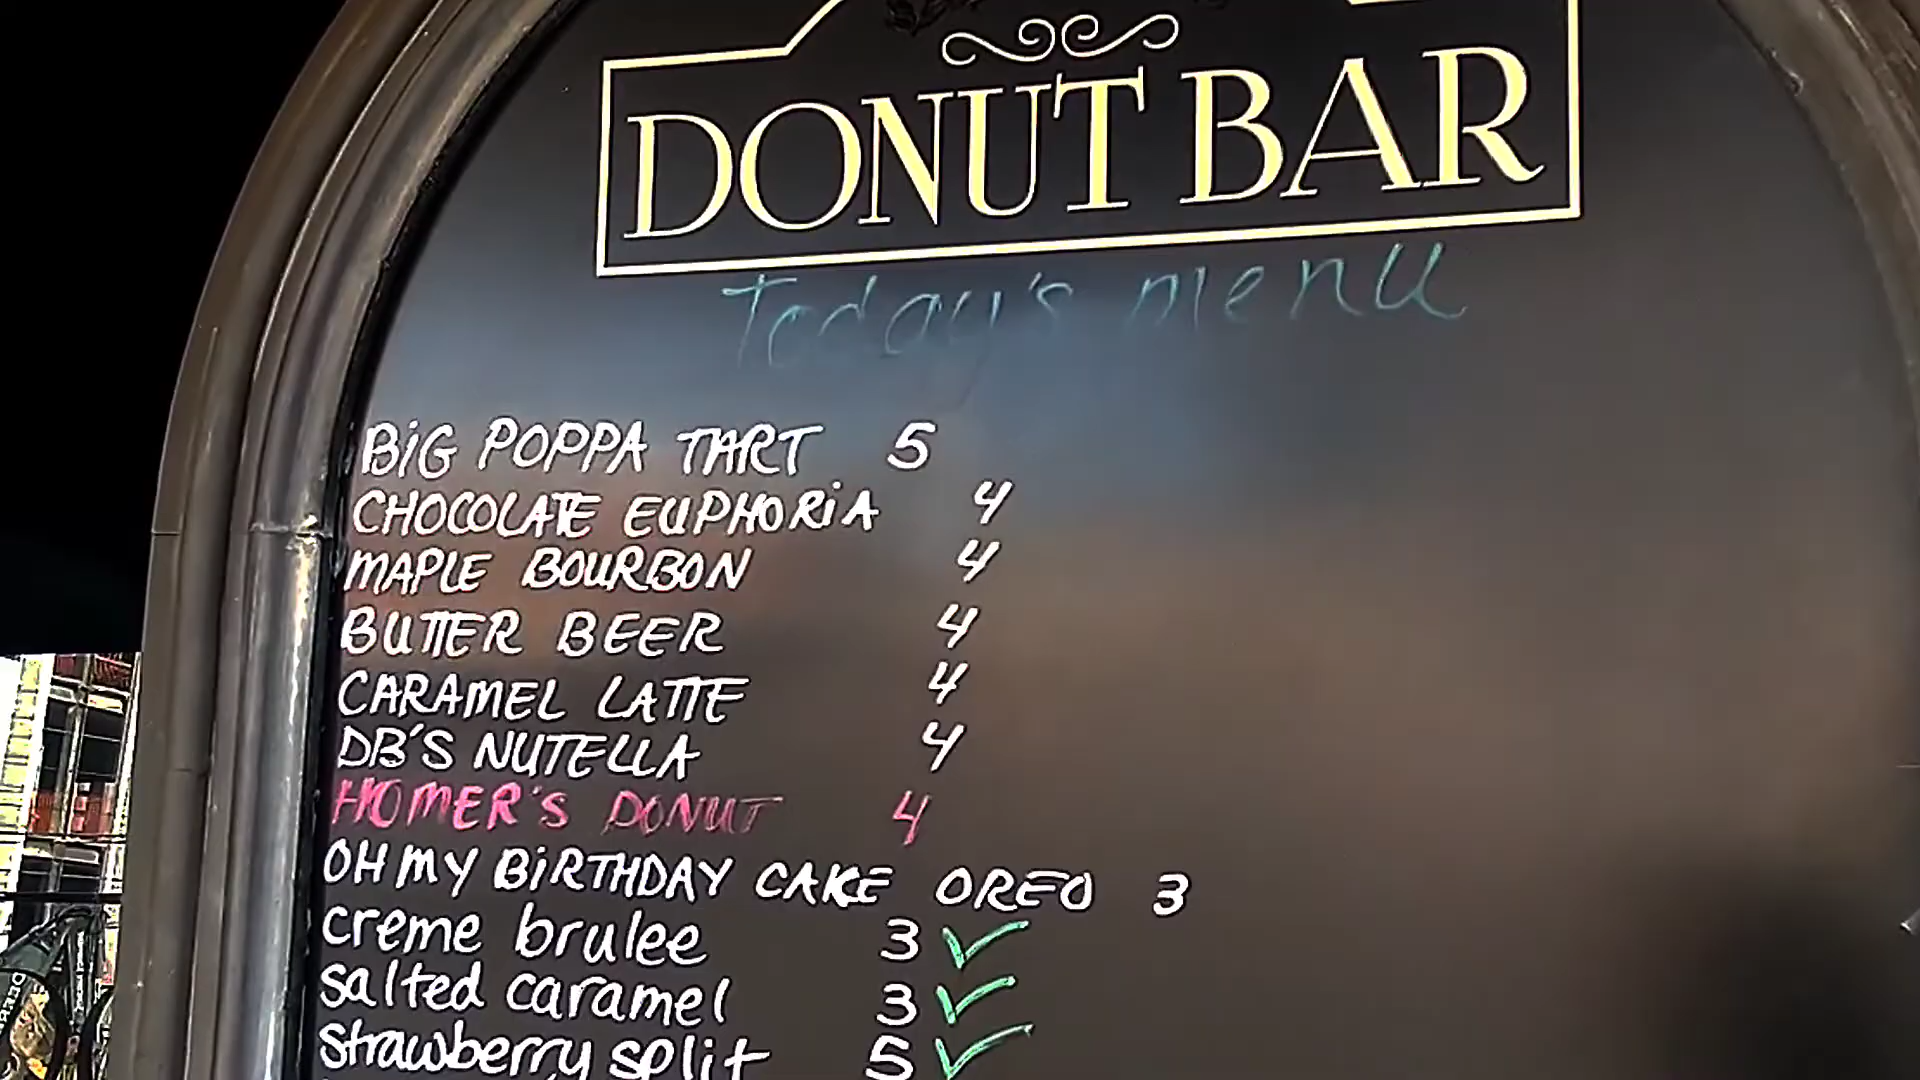 DONUT BAR
Today's menu
BiG POPPA TART 5
CHOCOLATE EUPHORiA 4
MAPLE BOURBON 4
BUTTER BEER 4
CARAMEL LATTE 4
DB'S NUTELLA 4
HOMER'S DONUT 4
OH MY BiRTHDAY CAKE OREO 3
creme brulee 3 ✓
salted caramel 3 ✓
strawberry split 5 ✓